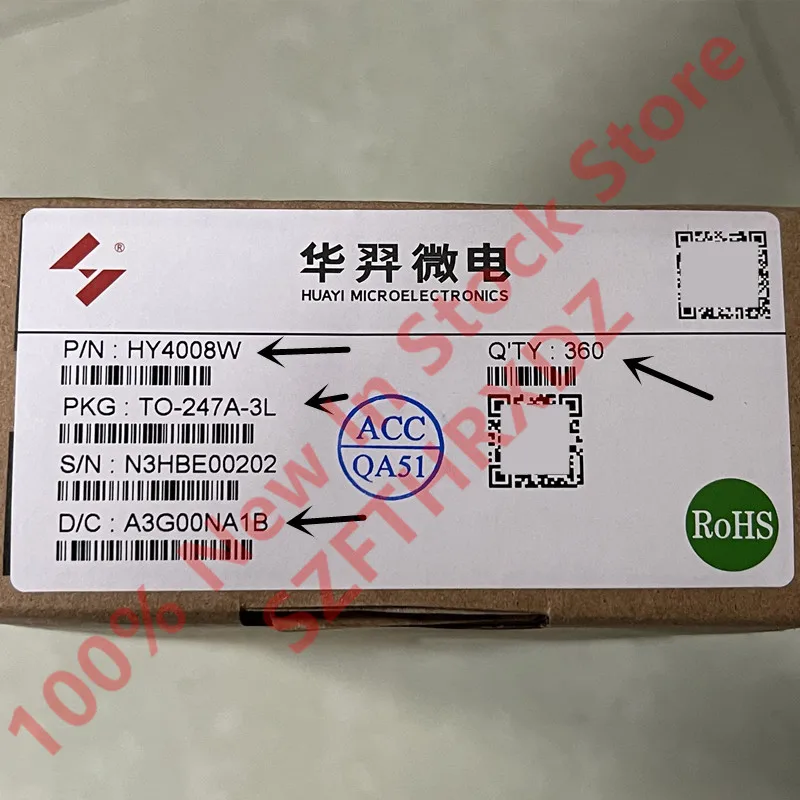 ®
华羿微电
HUAYI MICROELECTRONICS
P/N : HY4008W
Q'TY : 360
PKG : TO-247A-3L
S/N : N3HBE00202
D/C : A3G00NA1B
ACC
QA51
RoHS
100% New In Stock Store
SZFTHRXDZ